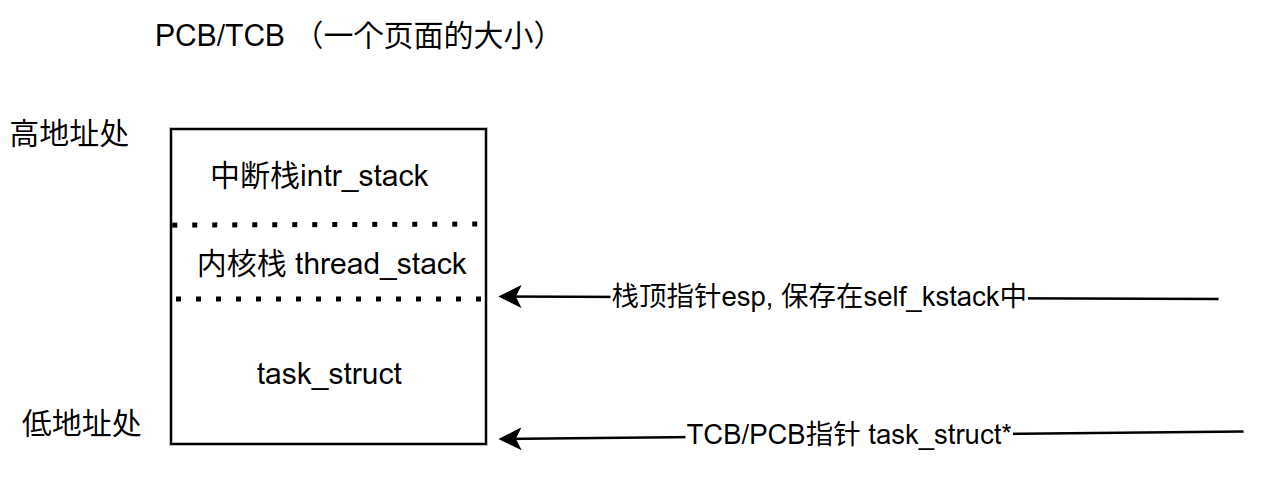 PCB/TCB （一个页面的大小）
高地址处
中断栈intr_stack
内核栈 thread_stack
栈顶指针esp, 保存在self_kstack中
task_struct
低地址处
TCB/PCB指针 task_struct*